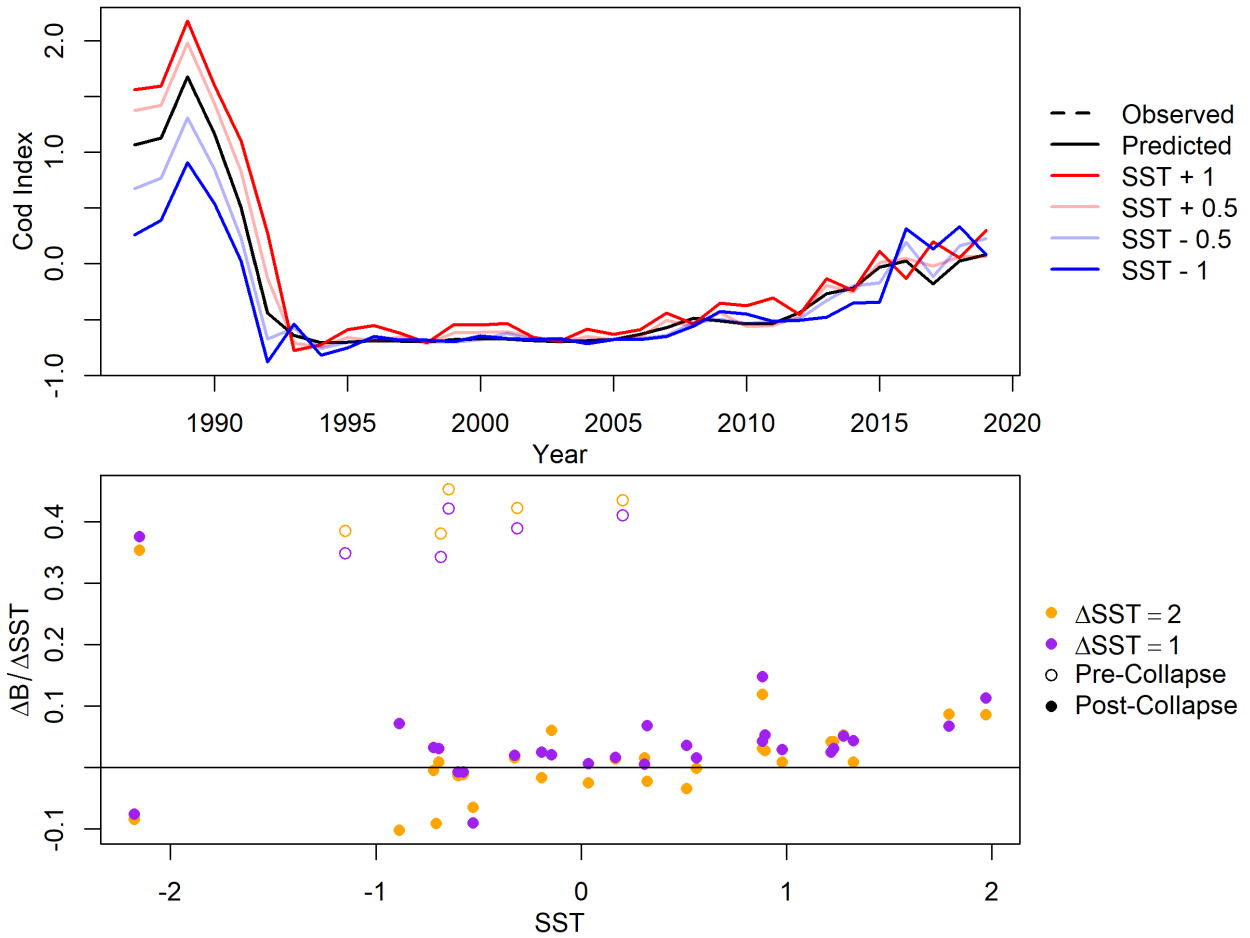 2.0
1.0
0.0
-1.0
Cod Index
1990 1995 2000 2005 2010 2015 2020
Year
Observed
Predicted
SST + 1
SST + 0.5
SST - 0.5
SST - 1
0.4
0.3
0.2
0.1
-0.1
ΔB/ΔSST
-2 -1 0 1 2
SST
ΔSST = 2
ΔSST = 1
Pre-Collapse
Post-Collapse